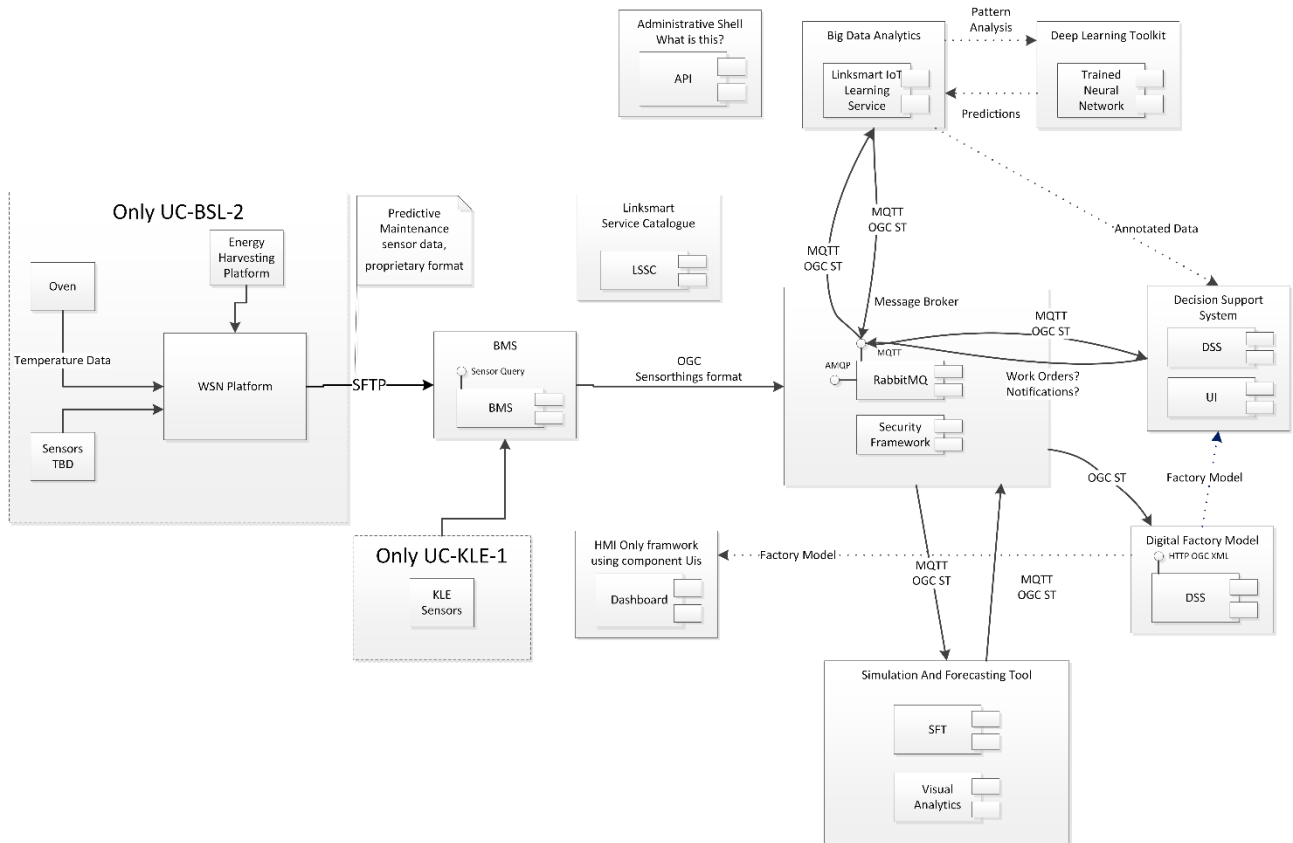 Administrative Shell
What is this?
API
Big Data Analytics
Linksmart IoT
Learning
Service
Pattern
Analysis
Predictions
Deep Learning Toolkit
Trained
Neural
Network
Only UC-BSL-2
Energy
Harvesting
Platform
Oven
Temperature Data
WSN Platform
Sensors
TBD
Predictive
Maintenance
sensor data,
proprietary format
SFTP
BMS
Sensor Query
BMS
Only UC-KLE-1
KLE
Sensors
Linksmart
Service Catalogue
LSSC
OGC
Sensorthings format
MQTT
OGC ST
MQTT
OGC ST
Message Broker
MQTT
AMQP
RabbitMQ
Security
Framework
MQTT
OGC ST
Work Orders?
Notifications?
Annotated Data
Decision Support
System
DSS
UI
OGC ST
Factory Model
Digital Factory Model
HTTP OGC XML
DSS
HMI Only framwork
using component Uis
Dashboard
Factory Model
MQTT
OGC ST
MQTT
OGC ST
Simulation And Forecasting Tool
SFT
Visual
Analytics